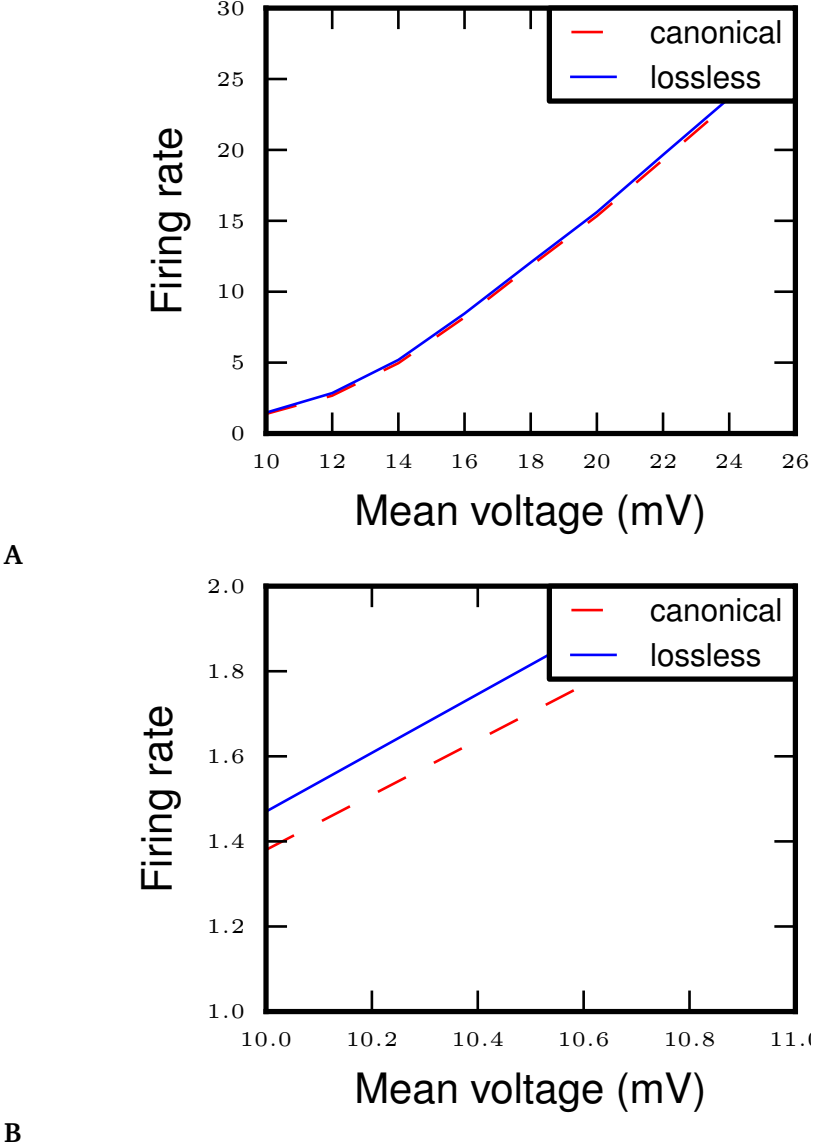 30
25
20
15
10
5
0
Firing rate
canonical
lossless
10 12 14 16 18 20 22 24 26
Mean voltage (mV)
A
2.0
1.8
1.6
1.4
1.2
1.0
Firing rate
canonical
lossless
10.0 10.2 10.4 10.6 10.8
Mean voltage (mV)
B